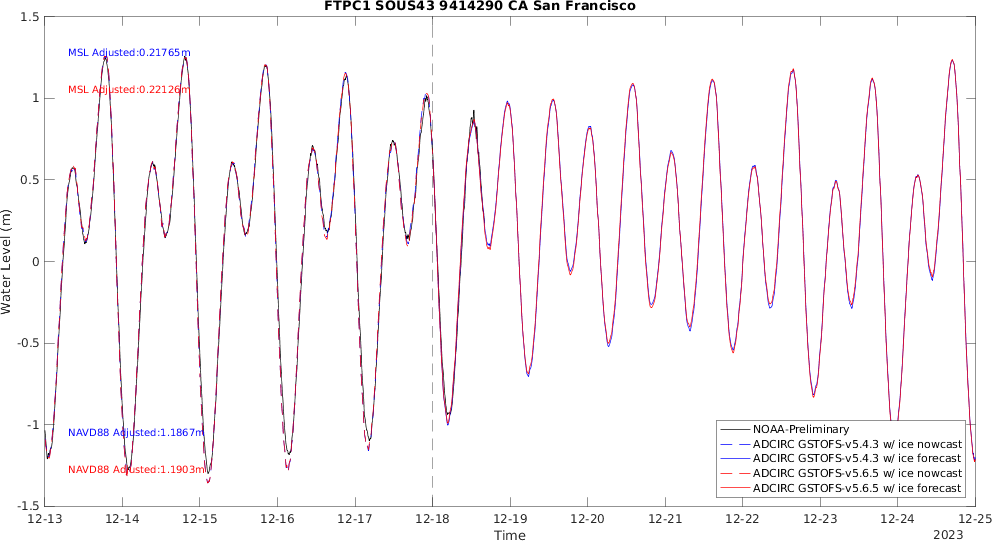 FTPC1 SOUS43 9414290 CA San Francisco
1.5
1
0.5
0
-0.5
-1
-1.5
Water Level (m)
MSL Adjusted:0.21765m
MSL Adjusted:0.22126m
NAVD88 Adjusted:1.1867m
NAVD88 Adjusted:1.1903m
NOAA-Preliminary
ADCIRC GSTOFS-v5.4.3 w/ ice nowcast
ADCIRC GSTOFS-v5.4.3 w/ ice forecast
ADCIRC GSTOFS-v5.6.5 w/ ice nowcast
ADCIRC GSTOFS-v5.6.5 w/ ice forecast
12-13 12-14 12-15 12-16 12-17 12-18 12-19 12-20 12-21 12-22 12-23 12-24 12-25
Time
2023